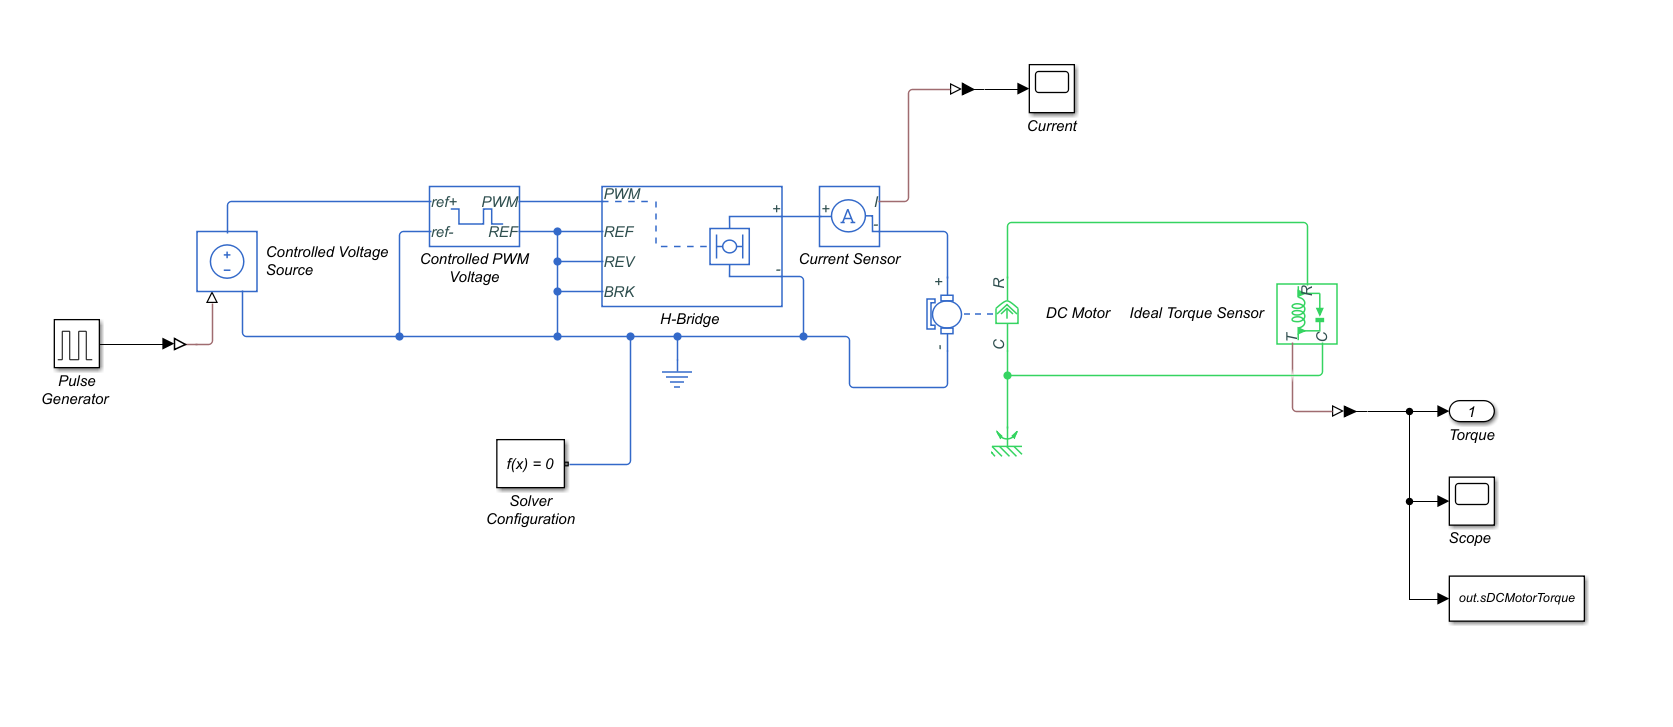 Current
PWM
ref+
PWM
I
+
+
A
-
ref-
REF
REF
Controlled Voltage
Source
Controlled PWM
Voltage
REV
-
Current Sensor
+
-
BRK
H-Bridge
+
R
C
-
DC Motor
Ideal Torque Sensor
R
T
C
Pulse
Generator
1
Torque
f(x) = 0
Solver
Configuration
Scope
out.sDCMotorTorque